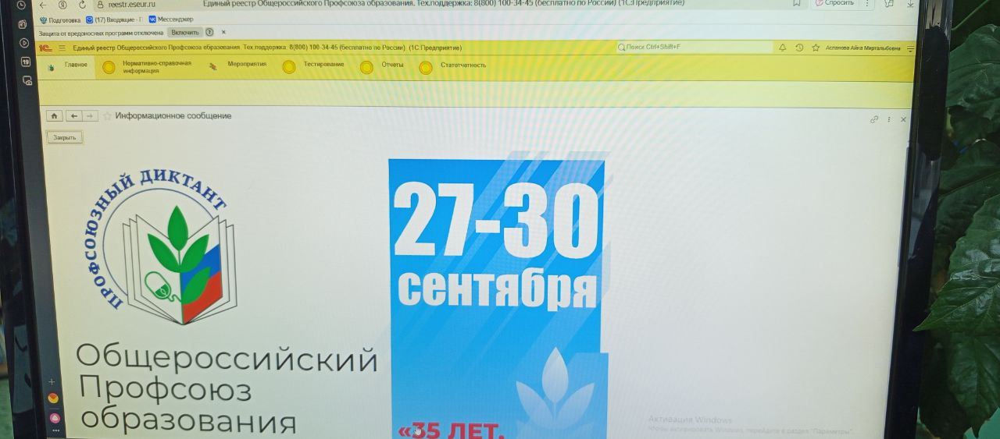 reestr.eseur.ru
Единый реестр Общероссийского Профсоюза образования. Тех.поддержка: 8(800) 100-34-45 (бесплатно по России) (1С:Предприятие)
Спросить
Подготовка
(17) Входящие - Г
Мессенджер
Защита от вредоносных программ отключена
Включить
19
Единый реестр Общероссийского Профсоюза образования. Тех.поддержка: 8(800) 100-34-45 (бесплатно по России) (1С:Предприятие)
Поиск Ctrl+Shift+F
Асланова Айна Миргалыбовна
Главное
Нормативно-справочная
информация
Мероприятия
Тестирование
Отчеты
Статотчетность
Информационное сообщение
Закрыть
ПРОФСОЮЗНЫЙ ДИКТАНТ
27-30
сентября
Общероссийский
Профсоюз
образования
«35 ЛЕТ.
Активация Windows
Чтобы активировать Windows, перейдите в раздел "Параметры".